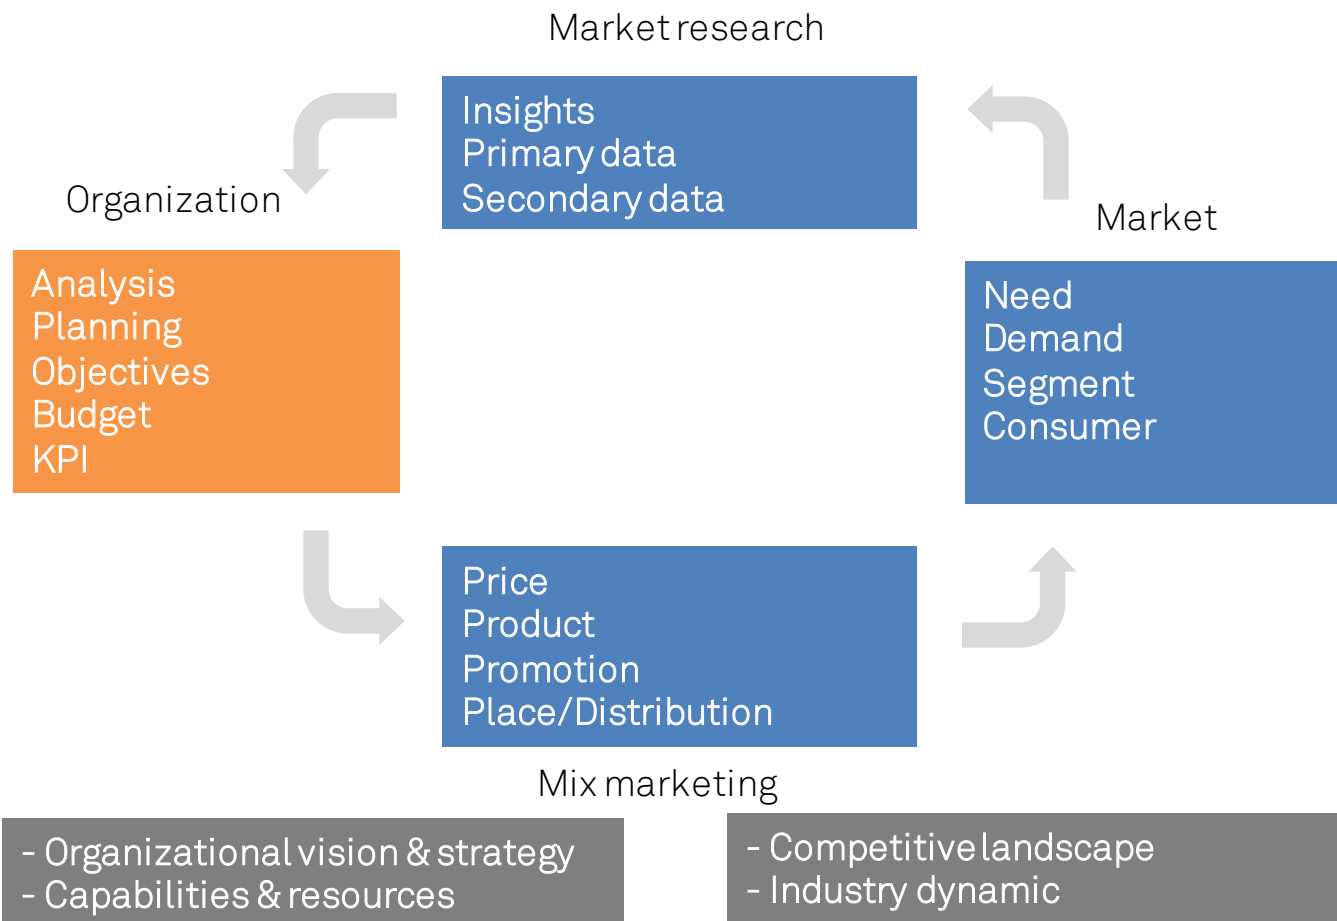 Market research
Insights
Primary data
Secondary data
Organization
Analysis
Planning
Objectives
Budget
KPI
Market
Need
Demand
Segment
Consumer
Price
Product
Promotion
Place/Distribution
Mix marketing
- Organizational vision & strategy
- Capabilities & resources
- Competitive landscape
- Industry dynamic